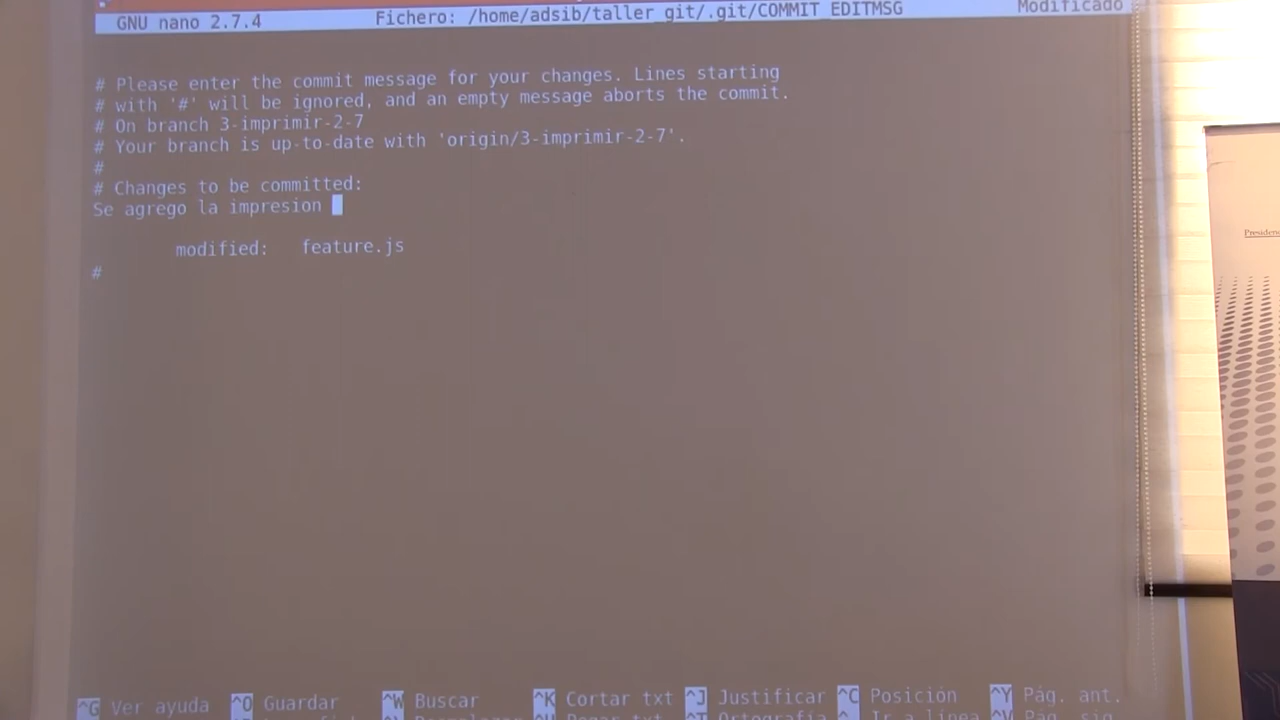 GNU nano 2.7.4 Fichero: /home/adsib/taller_git/.git/COMMIT_EDITMSG Modificado
# Please enter the commit message for your changes. Lines starting
# with '#' will be ignored, and an empty message aborts the commit.
# On branch 3-imprimir-2-7
# Your branch is up-to-date with 'origin/3-imprimir-2-7'.
#
# Changes to be committed:
Se agrego la impresion
modified: feature.js
#
^G Ver ayuda ^O Guardar ^W Buscar ^K Cortar txt ^J Justificar ^C Posición ^Y Pág. ant.